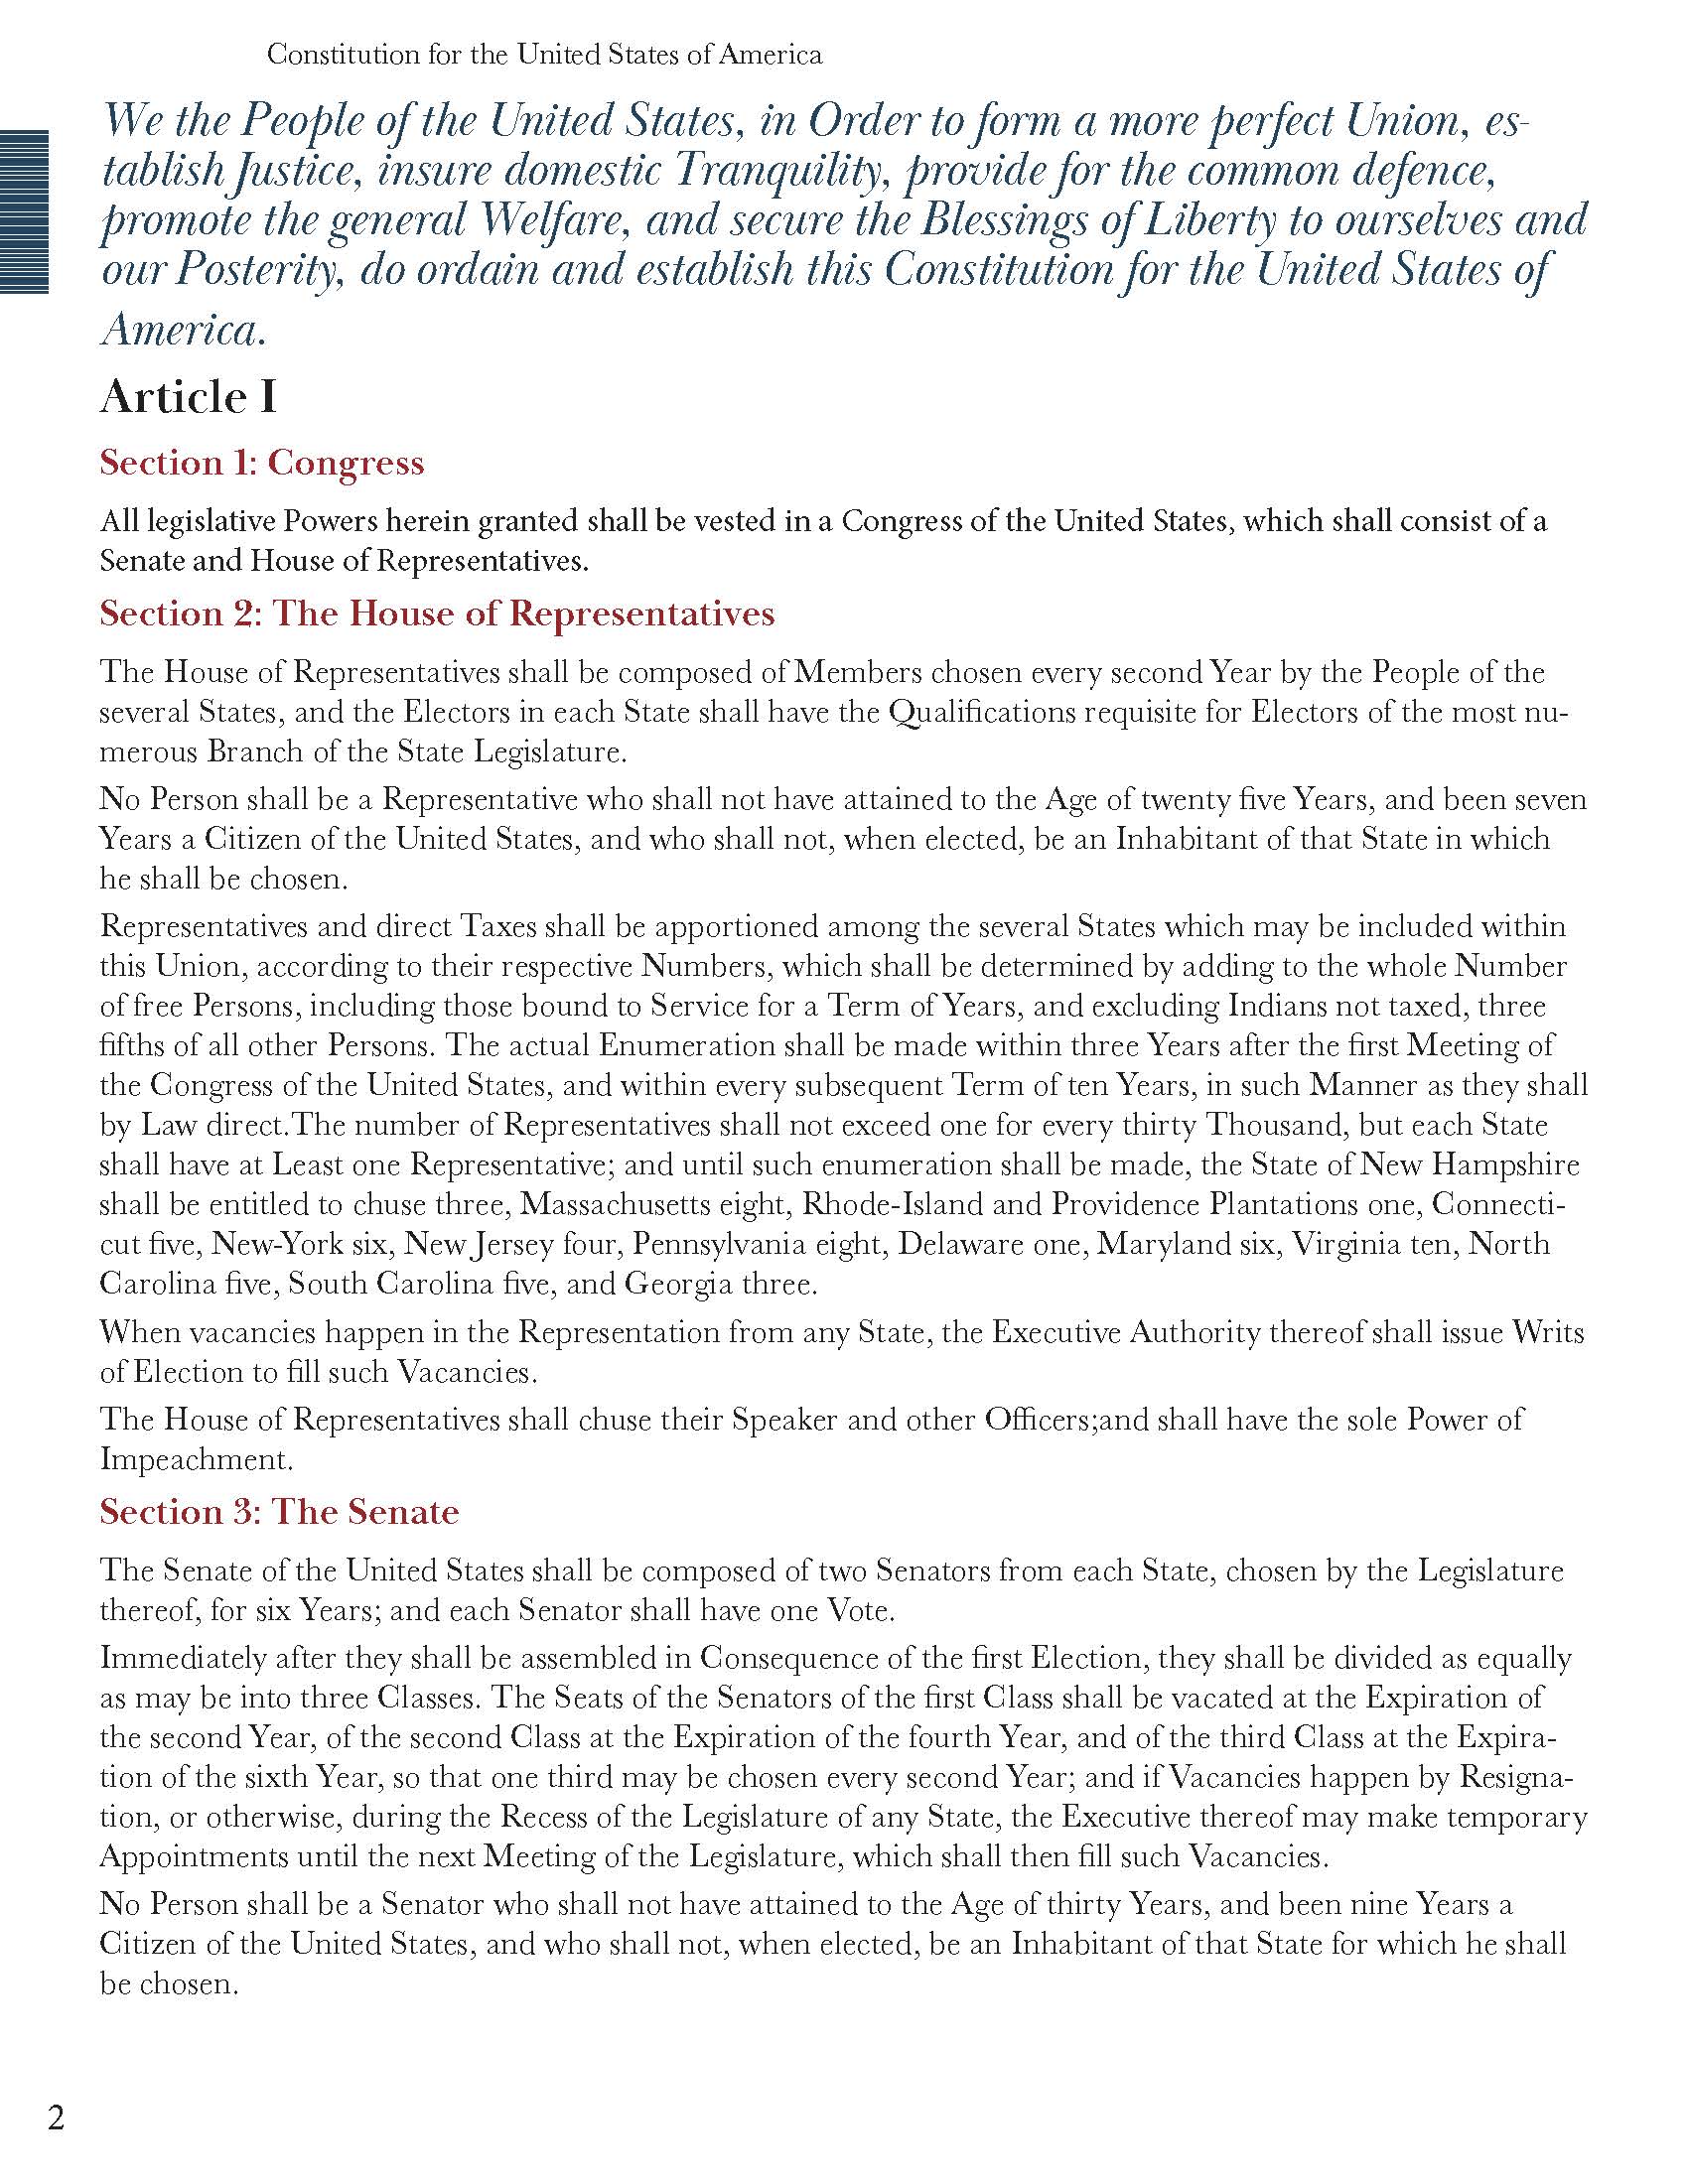 Constitution for the United States of America
We the People of the United States, in Order to form a more perfect Union, es-
tablish Justice, insure domestic Tranquility, provide for the common defence,
promote the general Welfare, and secure the Blessings of Liberty to ourselves and
our Posterity, do ordain and establish this Constitution for the United States of
America.
Article I
Section 1: Congress
All legislative Powers herein granted shall be vested in a Congress of the United States, which shall consist of a
Senate and House of Representatives.
Section 2: The House of Representatives
The House of Representatives shall be composed of Members chosen every second Year by the People of the
several States, and the Electors in each State shall have the Qualifications requisite for Electors of the most nu-
merous Branch of the State Legislature.
No Person shall be a Representative who shall not have attained to the Age of twenty five Years, and been seven
Years a Citizen of the United States, and who shall not, when elected, be an Inhabitant of that State in which
he shall be chosen.
Representatives and direct Taxes shall be apportioned among the several States which may be included within
this Union, according to their respective Numbers, which shall be determined by adding to the whole Number
of free Persons, including those bound to Service for a Term of Years, and excluding Indians not taxed, three
fifths of all other Persons. The actual Enumeration shall be made within three Years after the first Meeting of
the Congress of the United States, and within every subsequent Term of ten Years, in such Manner as they shall
by Law direct.The number of Representatives shall not exceed one for every thirty Thousand, but each State
shall have at Least one Representative; and until such enumeration shall be made, the State of New Hampshire
shall be entitled to chuse three, Massachusetts eight, Rhode-Island and Providence Plantations one, Connecti-
cut five, New-York six, New Jersey four, Pennsylvania eight, Delaware one, Maryland six, Virginia ten, North
Carolina five, South Carolina five, and Georgia three.
When vacancies happen in the Representation from any State, the Executive Authority thereof shall issue Writs
of Election to fill such Vacancies.
The House of Representatives shall chuse their Speaker and other Officers;and shall have the sole Power of
Impeachment.
Section 3: The Senate
The Senate of the United States shall be composed of two Senators from each State, chosen by the Legislature
thereof, for six Years; and each Senator shall have one Vote.
Immediately after they shall be assembled in Consequence of the first Election, they shall be divided as equally
as may be into three Classes. The Seats of the Senators of the first Class shall be vacated at the Expiration of
the second Year, of the second Class at the Expiration of the fourth Year, and of the third Class at the Expira-
tion of the sixth Year, so that one third may be chosen every second Year; and if Vacancies happen by Resigna-
tion, or otherwise, during the Recess of the Legislature of any State, the Executive thereof may make temporary
Appointments until the next Meeting of the Legislature, which shall then fill such Vacancies.
No Person shall be a Senator who shall not have attained to the Age of thirty Years, and been nine Years a
Citizen of the United States, and who shall not, when elected, be an Inhabitant of that State for which he shall
be chosen.
2